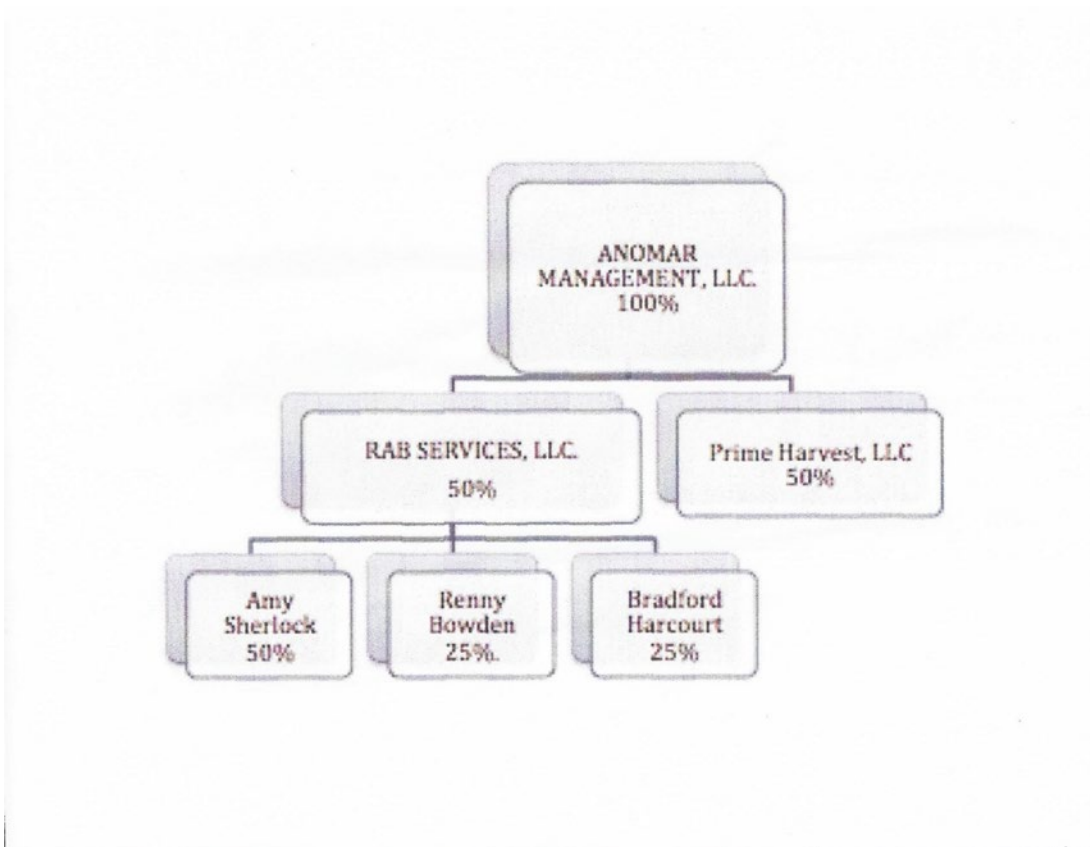 ANOMAR
MANAGEMENT, LLC.
100%
RAB SERVICES, LLC.
50%
Prime Harvest, LLC
50%
Amy
Sherlock
50%
Renny
Bowden
25%.
Bradford
Harcourt
25%